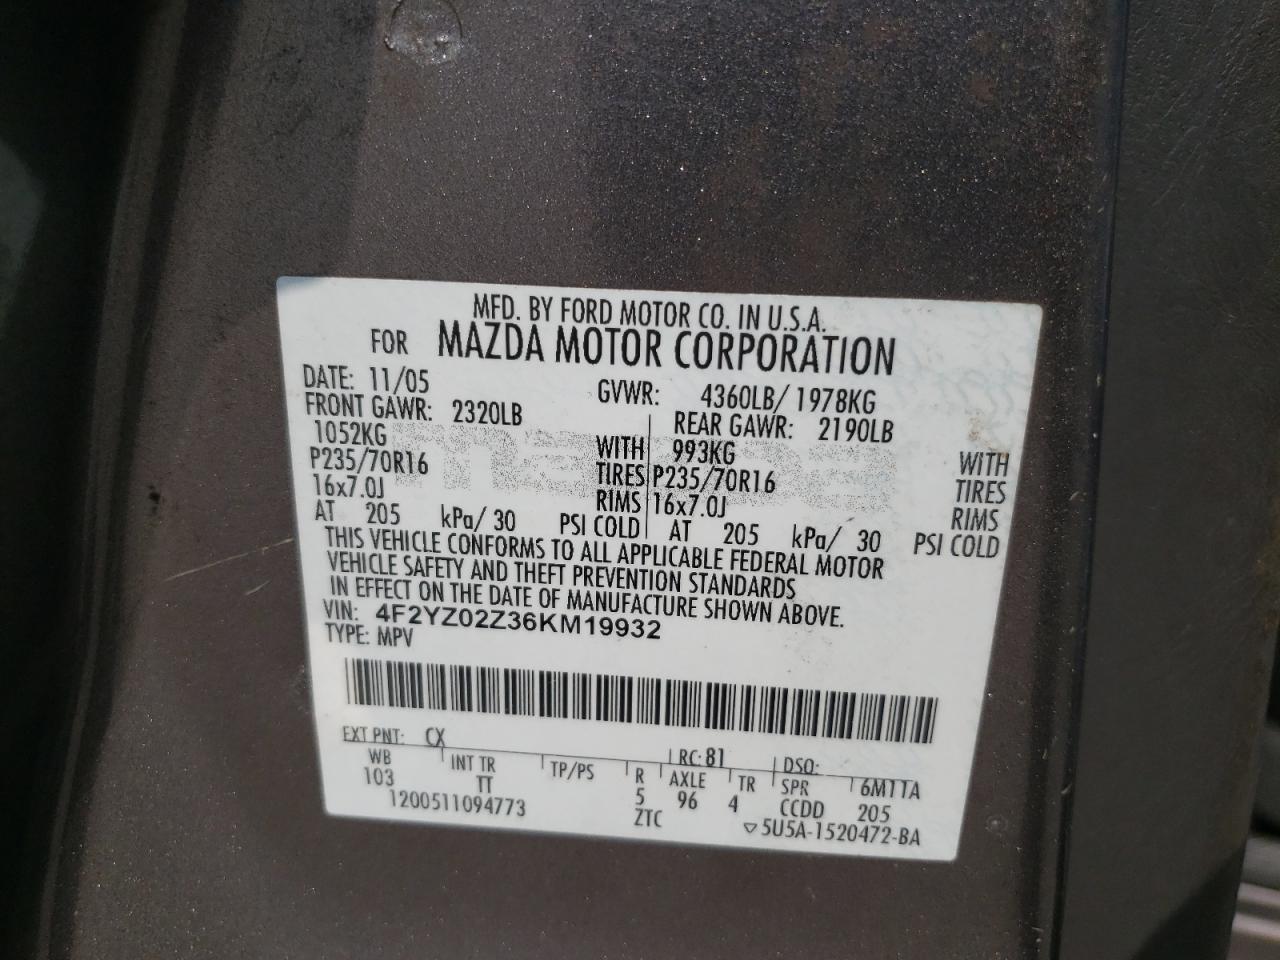 MFD. BY FORD MOTOR CO. IN U.S.A.
FOR MAZDA MOTOR CORPORATION
DATE: 11/05 GVWR: 4360LB/ 1978KG
FRONT GAWR: 2320LB REAR GAWR: 2190LB
1052KG WITH 993KG WITH
P235/70R16 TIRES P235/70R16 TIRES
16x7.0J RIMS 16x7.0J RIMS
AT 205 kPa/ 30 PSI COLD AT 205 kPa/ 30 PSI COLD
THIS VEHICLE CONFORMS TO ALL APPLICABLE FEDERAL MOTOR
VEHICLE SAFETY AND THEFT PREVENTION STANDARDS
IN EFFECT ON THE DATE OF MANUFACTURE SHOWN ABOVE.
VIN: 4F2YZ02Z36KM19932
TYPE: MPV
EXT PNT: CX RC: 81 DSO:
WB INT TR TP/PS R AXLE TR SPR 6M11A
103 TT 5 96 4 CCDD 205
1200511094773 ZTC ▽5U5A-1520472-BA